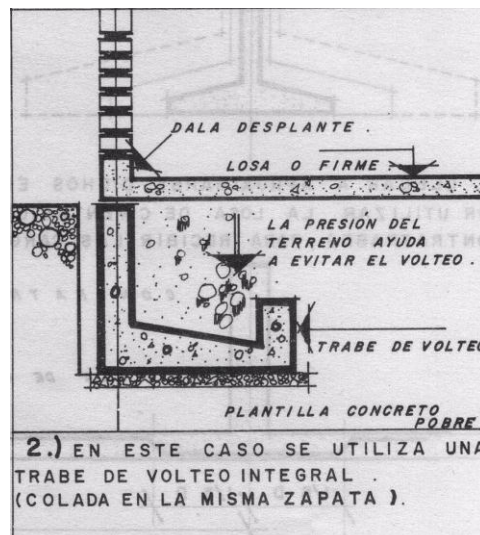 DALA DESPLANTE.
LOSA O FIRME.
LA PRESIÓN DEL
TERRENO AYUDA
A EVITAR EL VOLTEO.
TRABE DE VOLTEO
PLANTILLA CONCRETO
POBRE
2.) EN ESTE CASO SE UTILIZA UNA
TRABE DE VOLTEO INTEGRAL.
(COLADA EN LA MISMA ZAPATA).